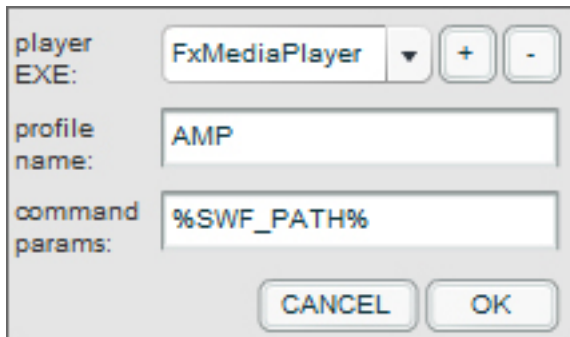 player
EXE:
FxMediaPlayer
+
-
profile
name:
AMP
command
params:
%SWF_PATH%
CANCEL
OK